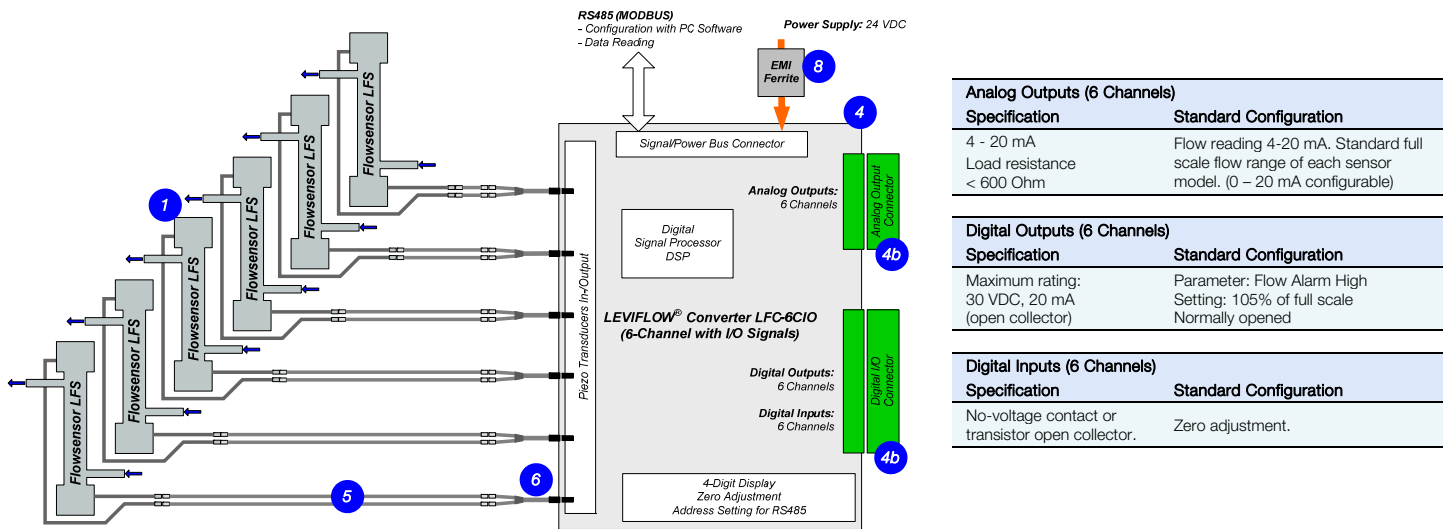 RS485 (MODBUS)
- Configuration with PC Software
- Data Reading
Power Supply: 24 VDC
EMI
Ferrite
8
4
Signal/Power Bus Connector
Flowsensor LFS
Flowsensor LFS
Flowsensor LFS
Flowsensor LFS
Flowsensor LFS
Flowsensor LFS
1
5
6
Piezo Transducers In-/Output
Analog Outputs:
6 Channels
Analog Output
Connector
4b
Digital
Signal Processor
DSP
LEVIFLOW® Converter LFC-6CIO
(6-Channel with I/O Signals)
Digital Outputs:
6 Channels
Digital Inputs:
6 Channels
Digital I/O
Connector
4b
4-Digit Display
Zero Adjustment
Address Setting for RS485
Analog Outputs (6 Channels)
Specification Standard Configuration
4 - 20 mA Flow reading 4-20 mA. Standard full
Load resistance scale flow range of each sensor
< 600 Ohm model. (0 – 20 mA configurable)
Digital Outputs (6 Channels)
Specification Standard Configuration
Maximum rating: Parameter: Flow Alarm High
30 VDC, 20 mA Setting: 105% of full scale
(open collector) Normally opened
Digital Inputs (6 Channels)
Specification Standard Configuration
No-voltage contact or
transistor open collector. Zero adjustment.